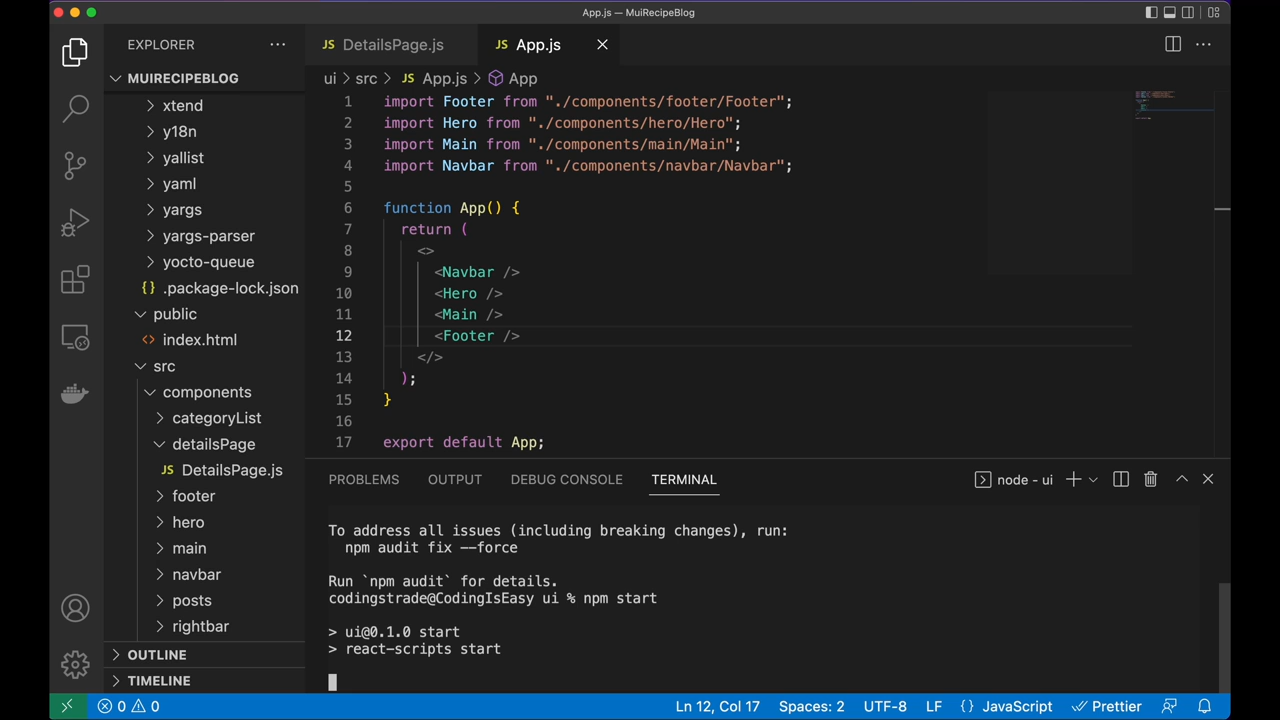 App.js — MuiRecipeBlog
EXPLORER
MUIRECIPEBLOG
xtend
y18n
yallist
yaml
yargs
yargs-parser
yocto-queue
{} .package-lock.json
public
<> index.html
src
components
categoryList
detailsPage
JS DetailsPage.js
footer
hero
main
navbar
posts
rightbar
OUTLINE
TIMELINE
JS DetailsPage.js JS App.js
ui > src > JS App.js > App
1 import Footer from "./components/footer/Footer";
2 import Hero from "./components/hero/Hero";
3 import Main from "./components/main/Main";
4 import Navbar from "./components/navbar/Navbar";
5
6 function App() {
7 return (
8 <>
9 <Navbar />
10 <Hero />
11 <Main />
12 <Footer />
13 </>
14 );
15 }
16
17 export default App;
PROBLEMS OUTPUT DEBUG CONSOLE TERMINAL node - ui
To address all issues (including breaking changes), run:
npm audit fix --force
Run `npm audit` for details.
codingstrade@CodingIsEasy ui % npm start
> ui@0.1.0 start
> react-scripts start
0 0 Ln 12, Col 17 Spaces: 2 UTF-8 LF {} JavaScript Prettier